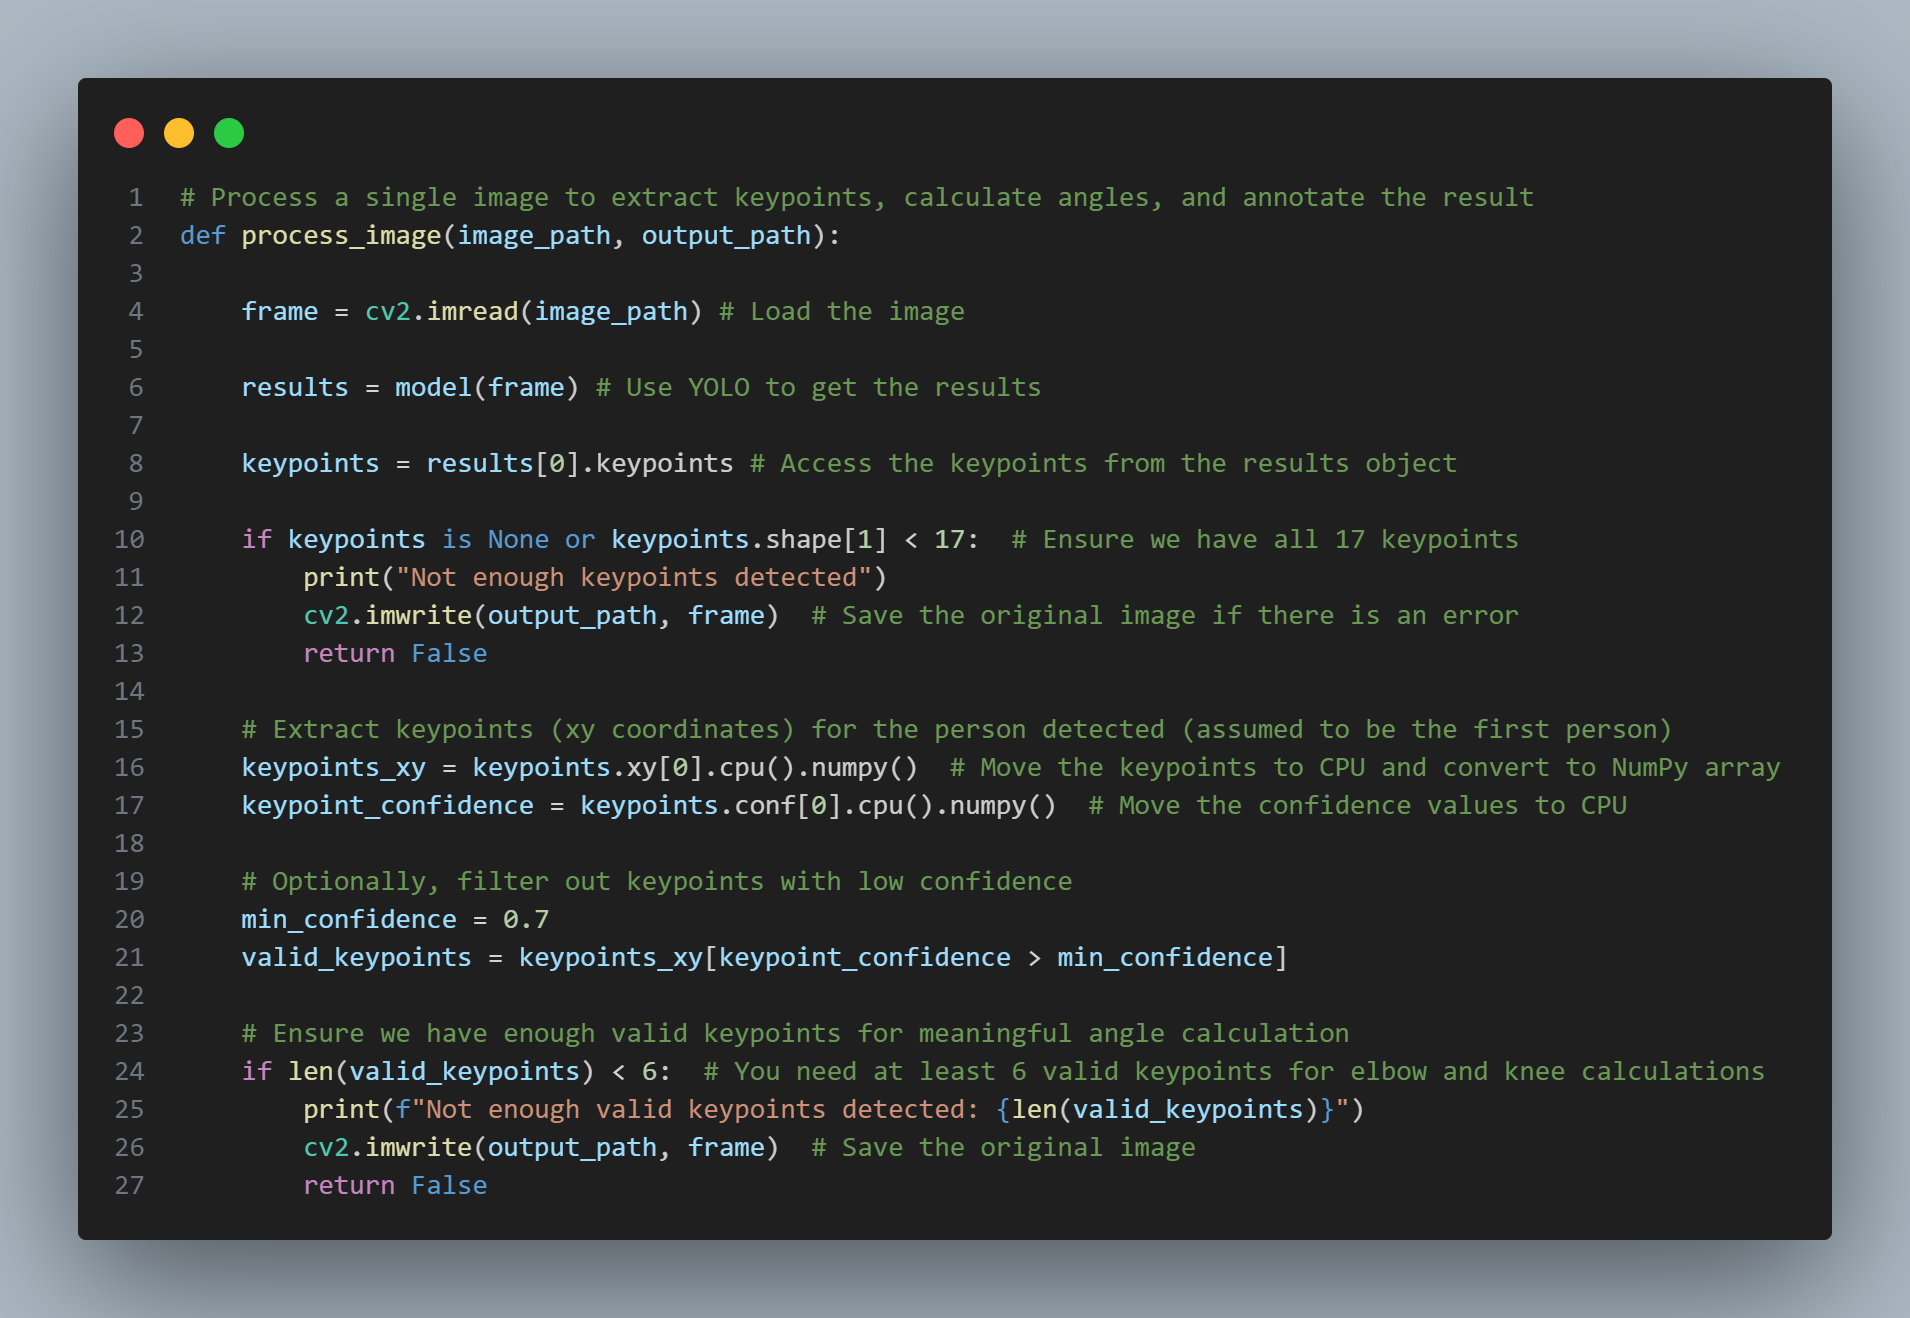 1 # Process a single image to extract keypoints, calculate angles, and annotate the result
2 def process_image(image_path, output_path):
3
4     frame = cv2.imread(image_path) # Load the image
5
6     results = model(frame) # Use YOLO to get the results
7
8     keypoints = results[0].keypoints # Access the keypoints from the results object
9
10     if keypoints is None or keypoints.shape[1] < 17:  # Ensure we have all 17 keypoints
11         print("Not enough keypoints detected")
12         cv2.imwrite(output_path, frame)  # Save the original image if there is an error
13         return False
14
15     # Extract keypoints (xy coordinates) for the person detected (assumed to be the first person)
16     keypoints_xy = keypoints.xy[0].cpu().numpy()  # Move the keypoints to CPU and convert to NumPy array
17     keypoint_confidence = keypoints.conf[0].cpu().numpy()  # Move the confidence values to CPU
18
19     # Optionally, filter out keypoints with low confidence
20     min_confidence = 0.7
21     valid_keypoints = keypoints_xy[keypoint_confidence > min_confidence]
22
23     # Ensure we have enough valid keypoints for meaningful angle calculation
24     if len(valid_keypoints) < 6:  # You need at least 6 valid keypoints for elbow and knee calculations
25         print(f"Not enough valid keypoints detected: {len(valid_keypoints)}")
26         cv2.imwrite(output_path, frame)  # Save the original image
27         return False